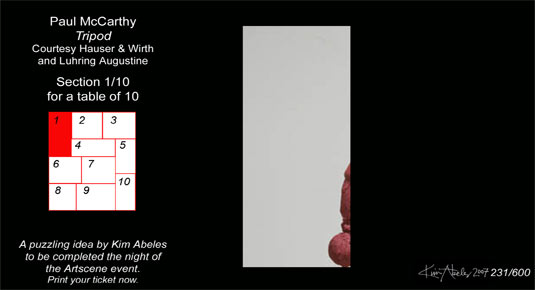 Paul McCarthy
Tripod
Courtesy Hauser & Wirth
and Luhring Augustine
Section 1/10
for a table of 10
1 2 3
4 5
6 7
8 9 10
A puzzling idea by Kim Abeles
to be completed the night of
the Artscene event.
Print your ticket now.
Kim Abeles 2007 231/600